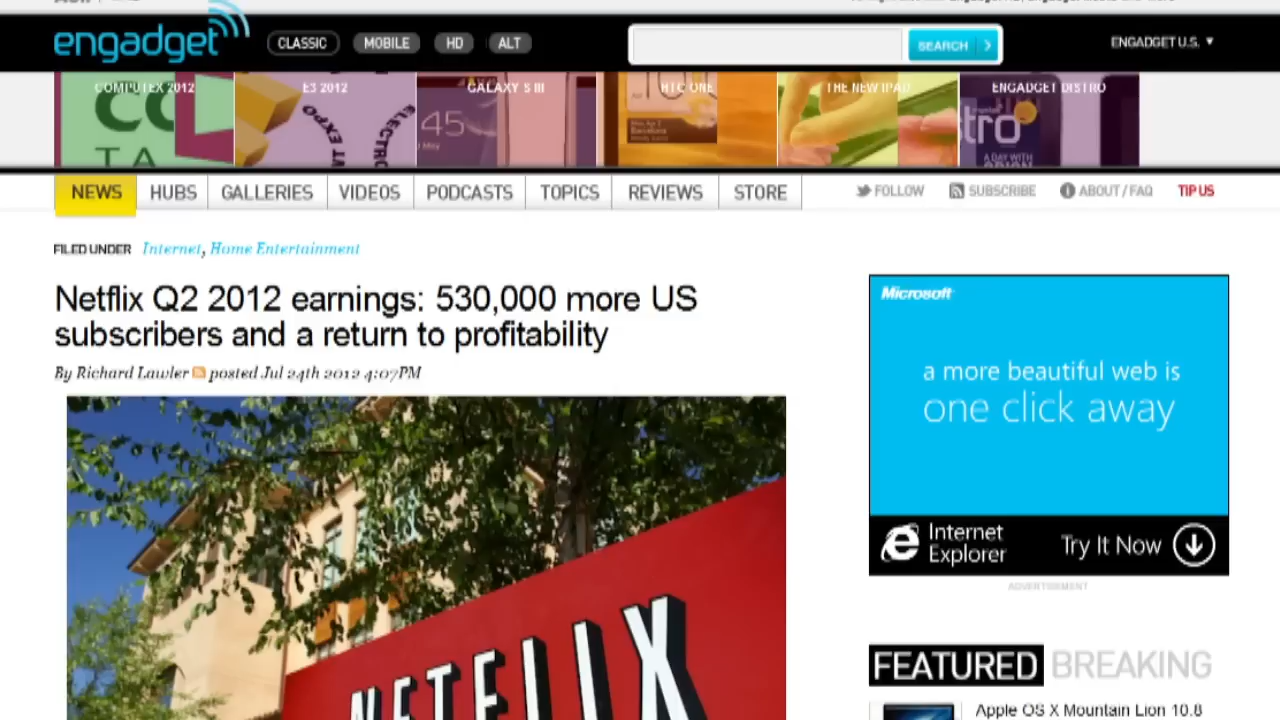 engadget
CLASSIC MOBILE HD ALT
SEARCH
ENGADGET U.S.
COMPUTEX 2012 E3 2012 GALAXY S III HTC ONE THE NEW IPAD ENGADGET DISTRO
NEWS HUBS GALLERIES VIDEOS PODCASTS TOPICS REVIEWS STORE
FOLLOW SUBSCRIBE ABOUT / FAQ TIP US
FILED UNDER Internet, Home Entertainment
Netflix Q2 2012 earnings: 530,000 more US
subscribers and a return to profitability
By Richard Lawler posted Jul 24th 2012 4:07PM
NETFLIX
Microsoft
a more beautiful web is
one click away
Internet
Explorer
Try It Now
ADVERTISEMENT
FEATURED BREAKING
Apple OS X Mountain Lion 10.8